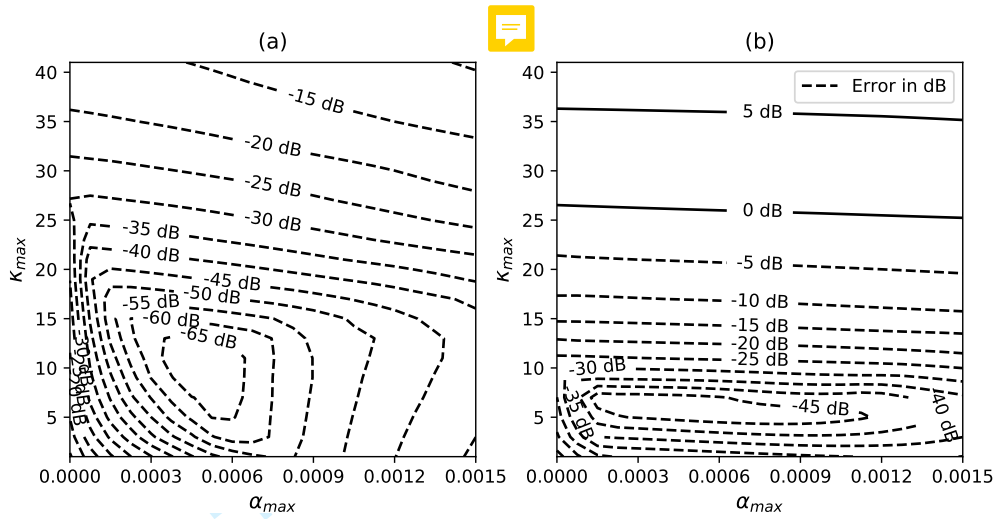 (a)
(b)
κmax
40
35
30
25
20
15
10
5
-15 dB
-20 dB
-25 dB
-30 dB
-35 dB
-40 dB
-45 dB
-50 dB
-55 dB
-60 dB
-65 dB
0.0000
0.0003
0.0006
0.0009
0.0012
0.0015
αmax
κmax
40
35
30
25
20
15
10
5
Error in dB
5 dB
0 dB
-5 dB
-10 dB
-15 dB
-20 dB
-25 dB
-30 dB
-35 dB
-40 dB
-45 dB
0.0000
0.0003
0.0006
0.0009
0.0012
0.0015
αmax